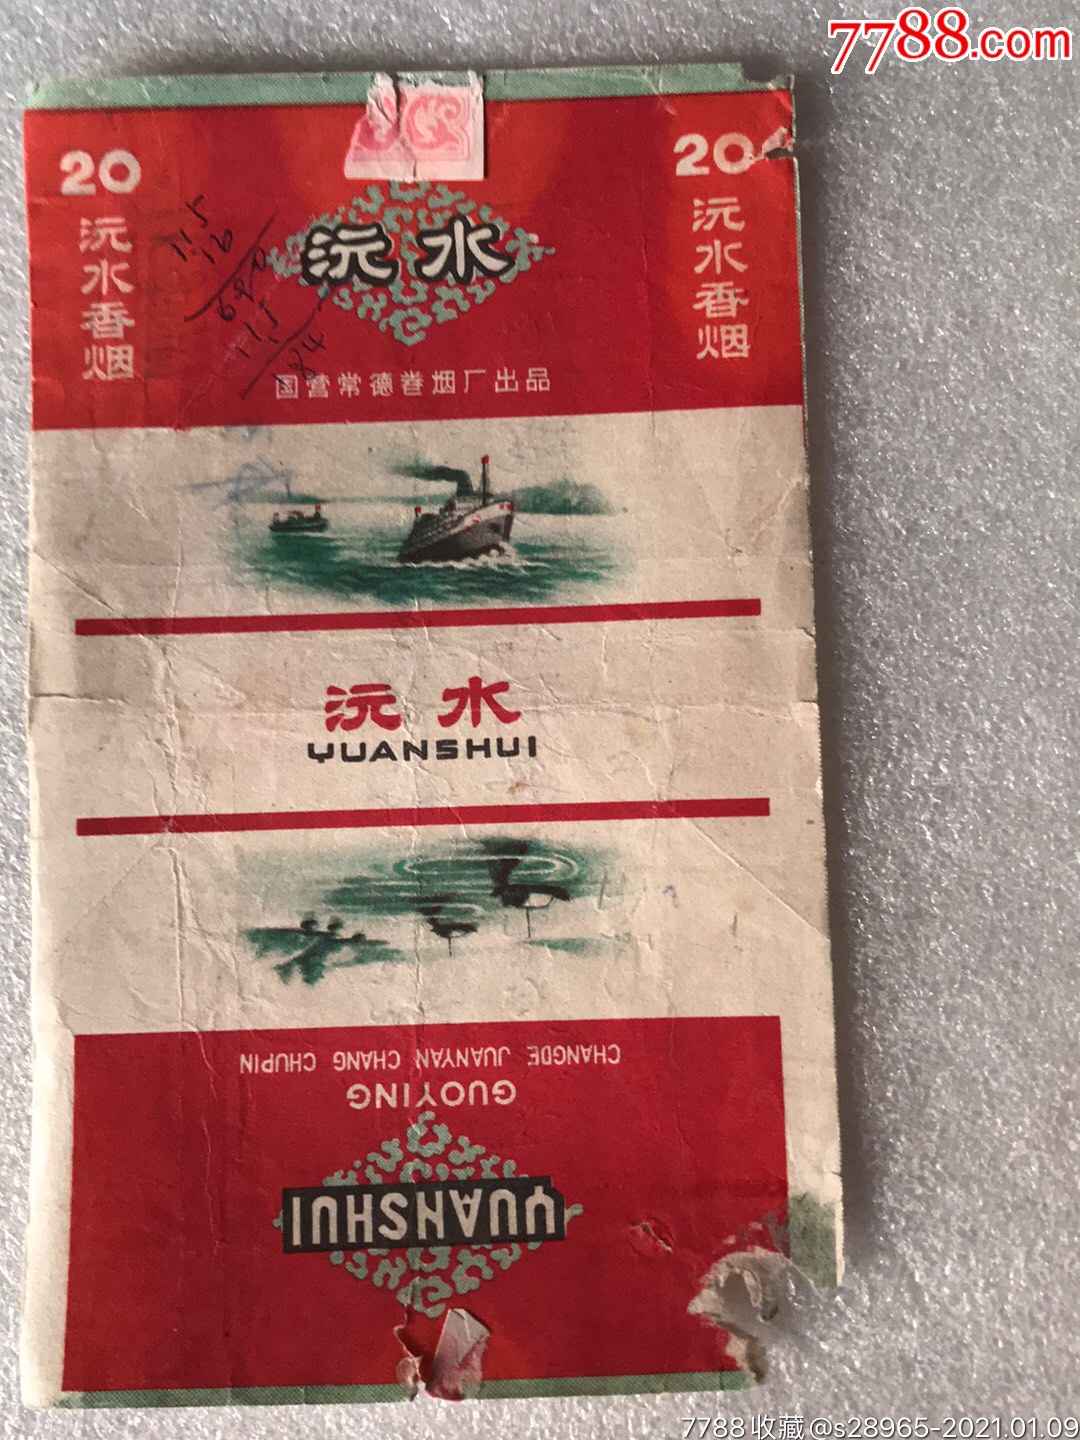 7788.com
20
沅水香烟
沅水
国营常德卷烟厂出品
20
沅水香烟
沅水
YUANSHUI
CHANGDE JUANYAN CHANG CHUPIN
GUOYING
YUANSHUI
7788收藏@s28965-2021.01.09